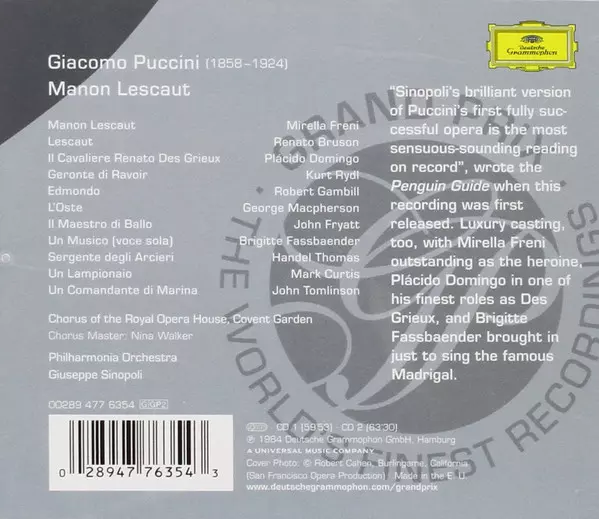 Giacomo Puccini (1858–1924)
Manon Lescaut
Deutsche
Grammophon
Manon Lescaut Mirella Freni
Lescaut Renato Bruson
Il Cavaliere Renato Des Grieux Plácido Domingo
Geronte di Ravoir Kurt Rydl
Edmondo Robert Gambill
L'Oste George Macpherson
Il Maestro di Ballo John Fryatt
Un Musico (voce sola) Brigitte Fassbaender
Sergente degli Arcieri Handel Thomas
Un Lampionaio Mark Curtis
Un Comandante di Marina John Tomlinson
Chorus of the Royal Opera House, Covent Garden
Chorus Master: Nina Walker
Philharmonia Orchestra
Giuseppe Sinopoli
"Sinopoli's brilliant version
of Puccini's first fully suc-
cessful opera is the most
sensuous-sounding reading
on record", wrote the
Penguin Guide when this
recording was first
released. Luxury casting,
too, with Mirella Freni
outstanding as the heroine,
Plácido Domingo in one of
his finest roles as Des
Grieux, and Brigitte
Fassbaender brought in
just to sing the famous
Madrigal.
· GRAND PRIX ·
THE WORLD'S FINEST RECORDINGS
00289 477 6354 GGP2
0 28947 76354 3
CD 1 (59:53) CD 2 (63:30)
℗ 1984 Deutsche Grammophon GmbH, Hamburg
A UNIVERSAL MUSIC COMPANY
Cover Photo: © Robert Cahen, Burlingame, California
(San Francisco Opera Production) Made in the E. U.
www.deutschegrammophon.com/grandprix